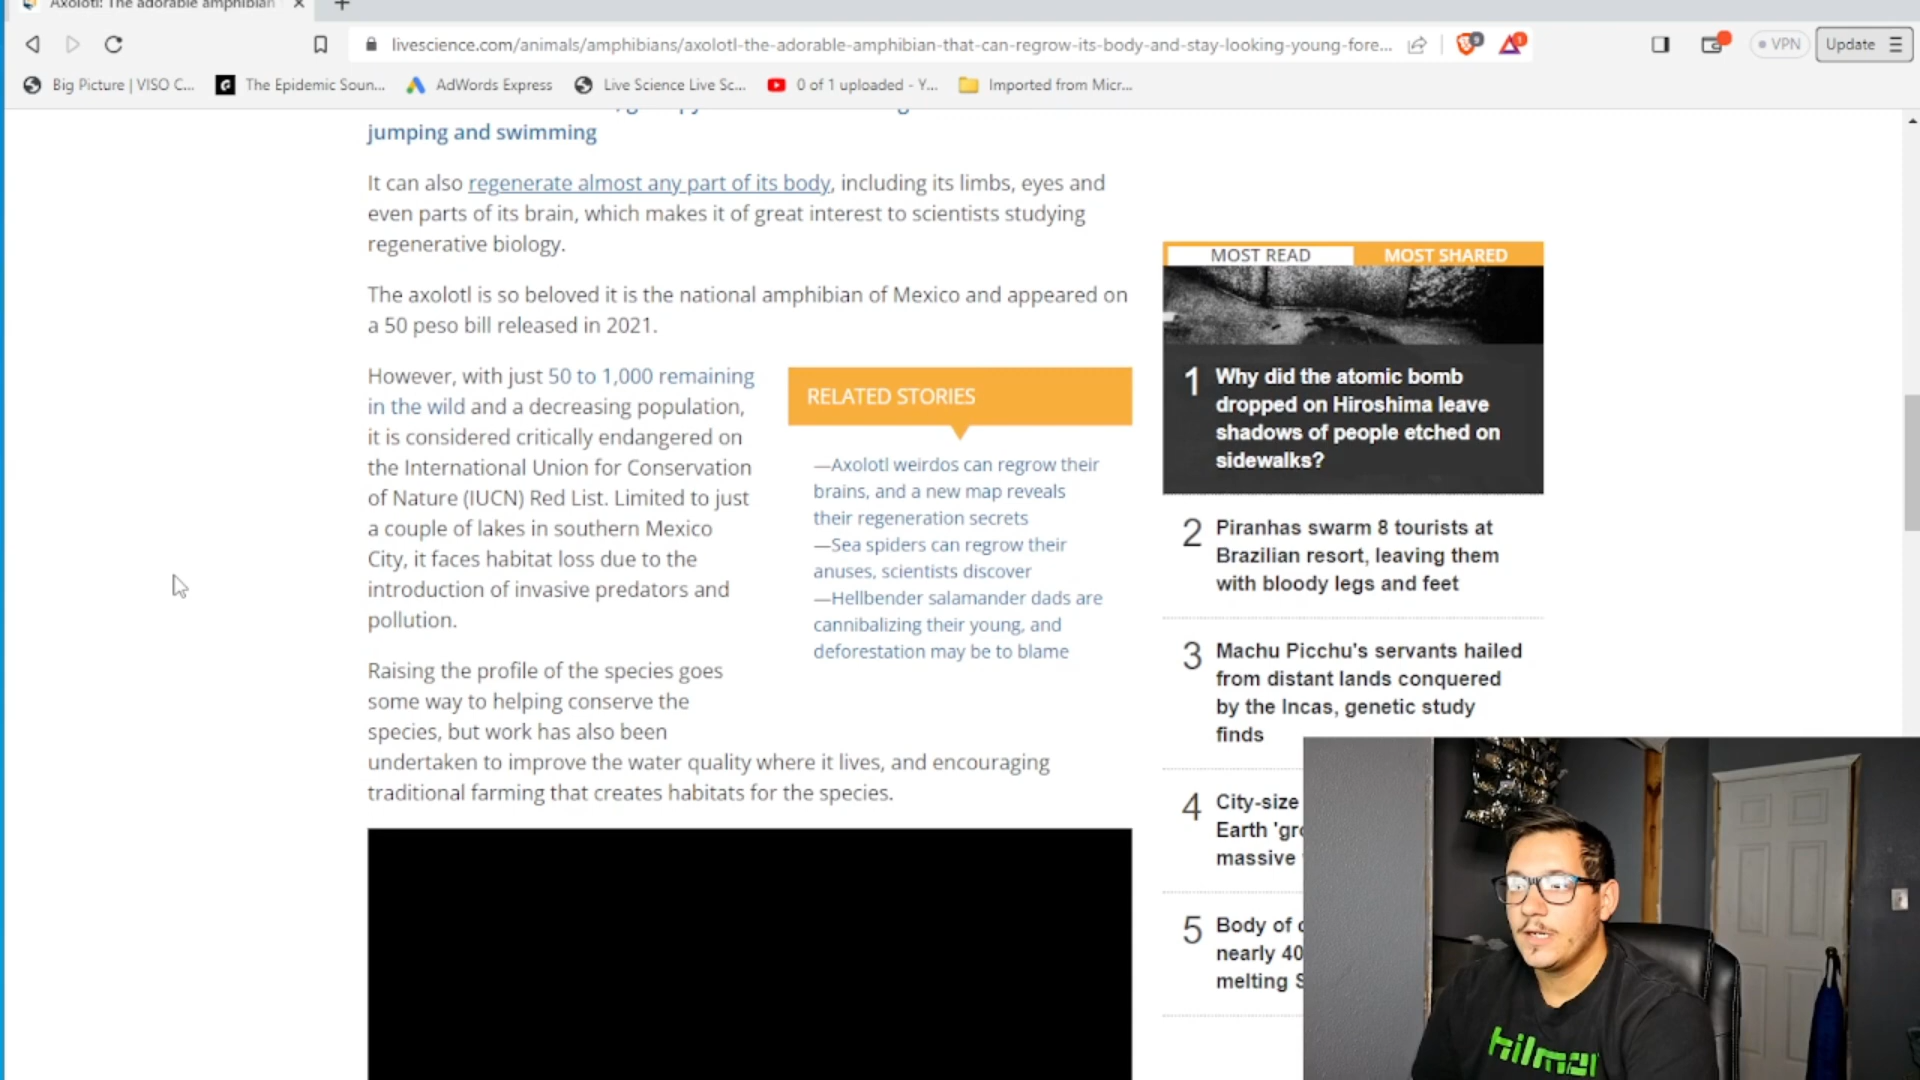 Axolotl: The adorable amphibian
livescience.com/animals/amphibians/axolotl-the-adorable-amphibian-that-can-regrow-its-body-and-stay-looking-young-fore...
9
1
VPN
Update
Big Picture | VISO C...
The Epidemic Soun...
AdWords Express
Live Science Live Sc...
0 of 1 uploaded - Y...
Imported from Micr...
jumping and swimming
It can also regenerate almost any part of its body, including its limbs, eyes and
even parts of its brain, which makes it of great interest to scientists studying
regenerative biology.
The axolotl is so beloved it is the national amphibian of Mexico and appeared on
a 50 peso bill released in 2021.
However, with just 50 to 1,000 remaining
in the wild and a decreasing population,
it is considered critically endangered on
the International Union for Conservation
of Nature (IUCN) Red List. Limited to just
a couple of lakes in southern Mexico
City, it faces habitat loss due to the
introduction of invasive predators and
pollution.
Raising the profile of the species goes
some way to helping conserve the
species, but work has also been
undertaken to improve the water quality where it lives, and encouraging
traditional farming that creates habitats for the species.
RELATED STORIES
—Axolotl weirdos can regrow their
brains, and a new map reveals
their regeneration secrets
—Sea spiders can regrow their
anuses, scientists discover
—Hellbender salamander dads are
cannibalizing their young, and
deforestation may be to blame
MOST READ
MOST SHARED
1
Why did the atomic bomb
dropped on Hiroshima leave
shadows of people etched on
sidewalks?
2
Piranhas swarm 8 tourists at
Brazilian resort, leaving them
with bloody legs and feet
3
Machu Picchu's servants hailed
from distant lands conquered
by the Incas, genetic study
finds
4
City-size
Earth
massive
5
Body of
nearly 40
melting
hilmar